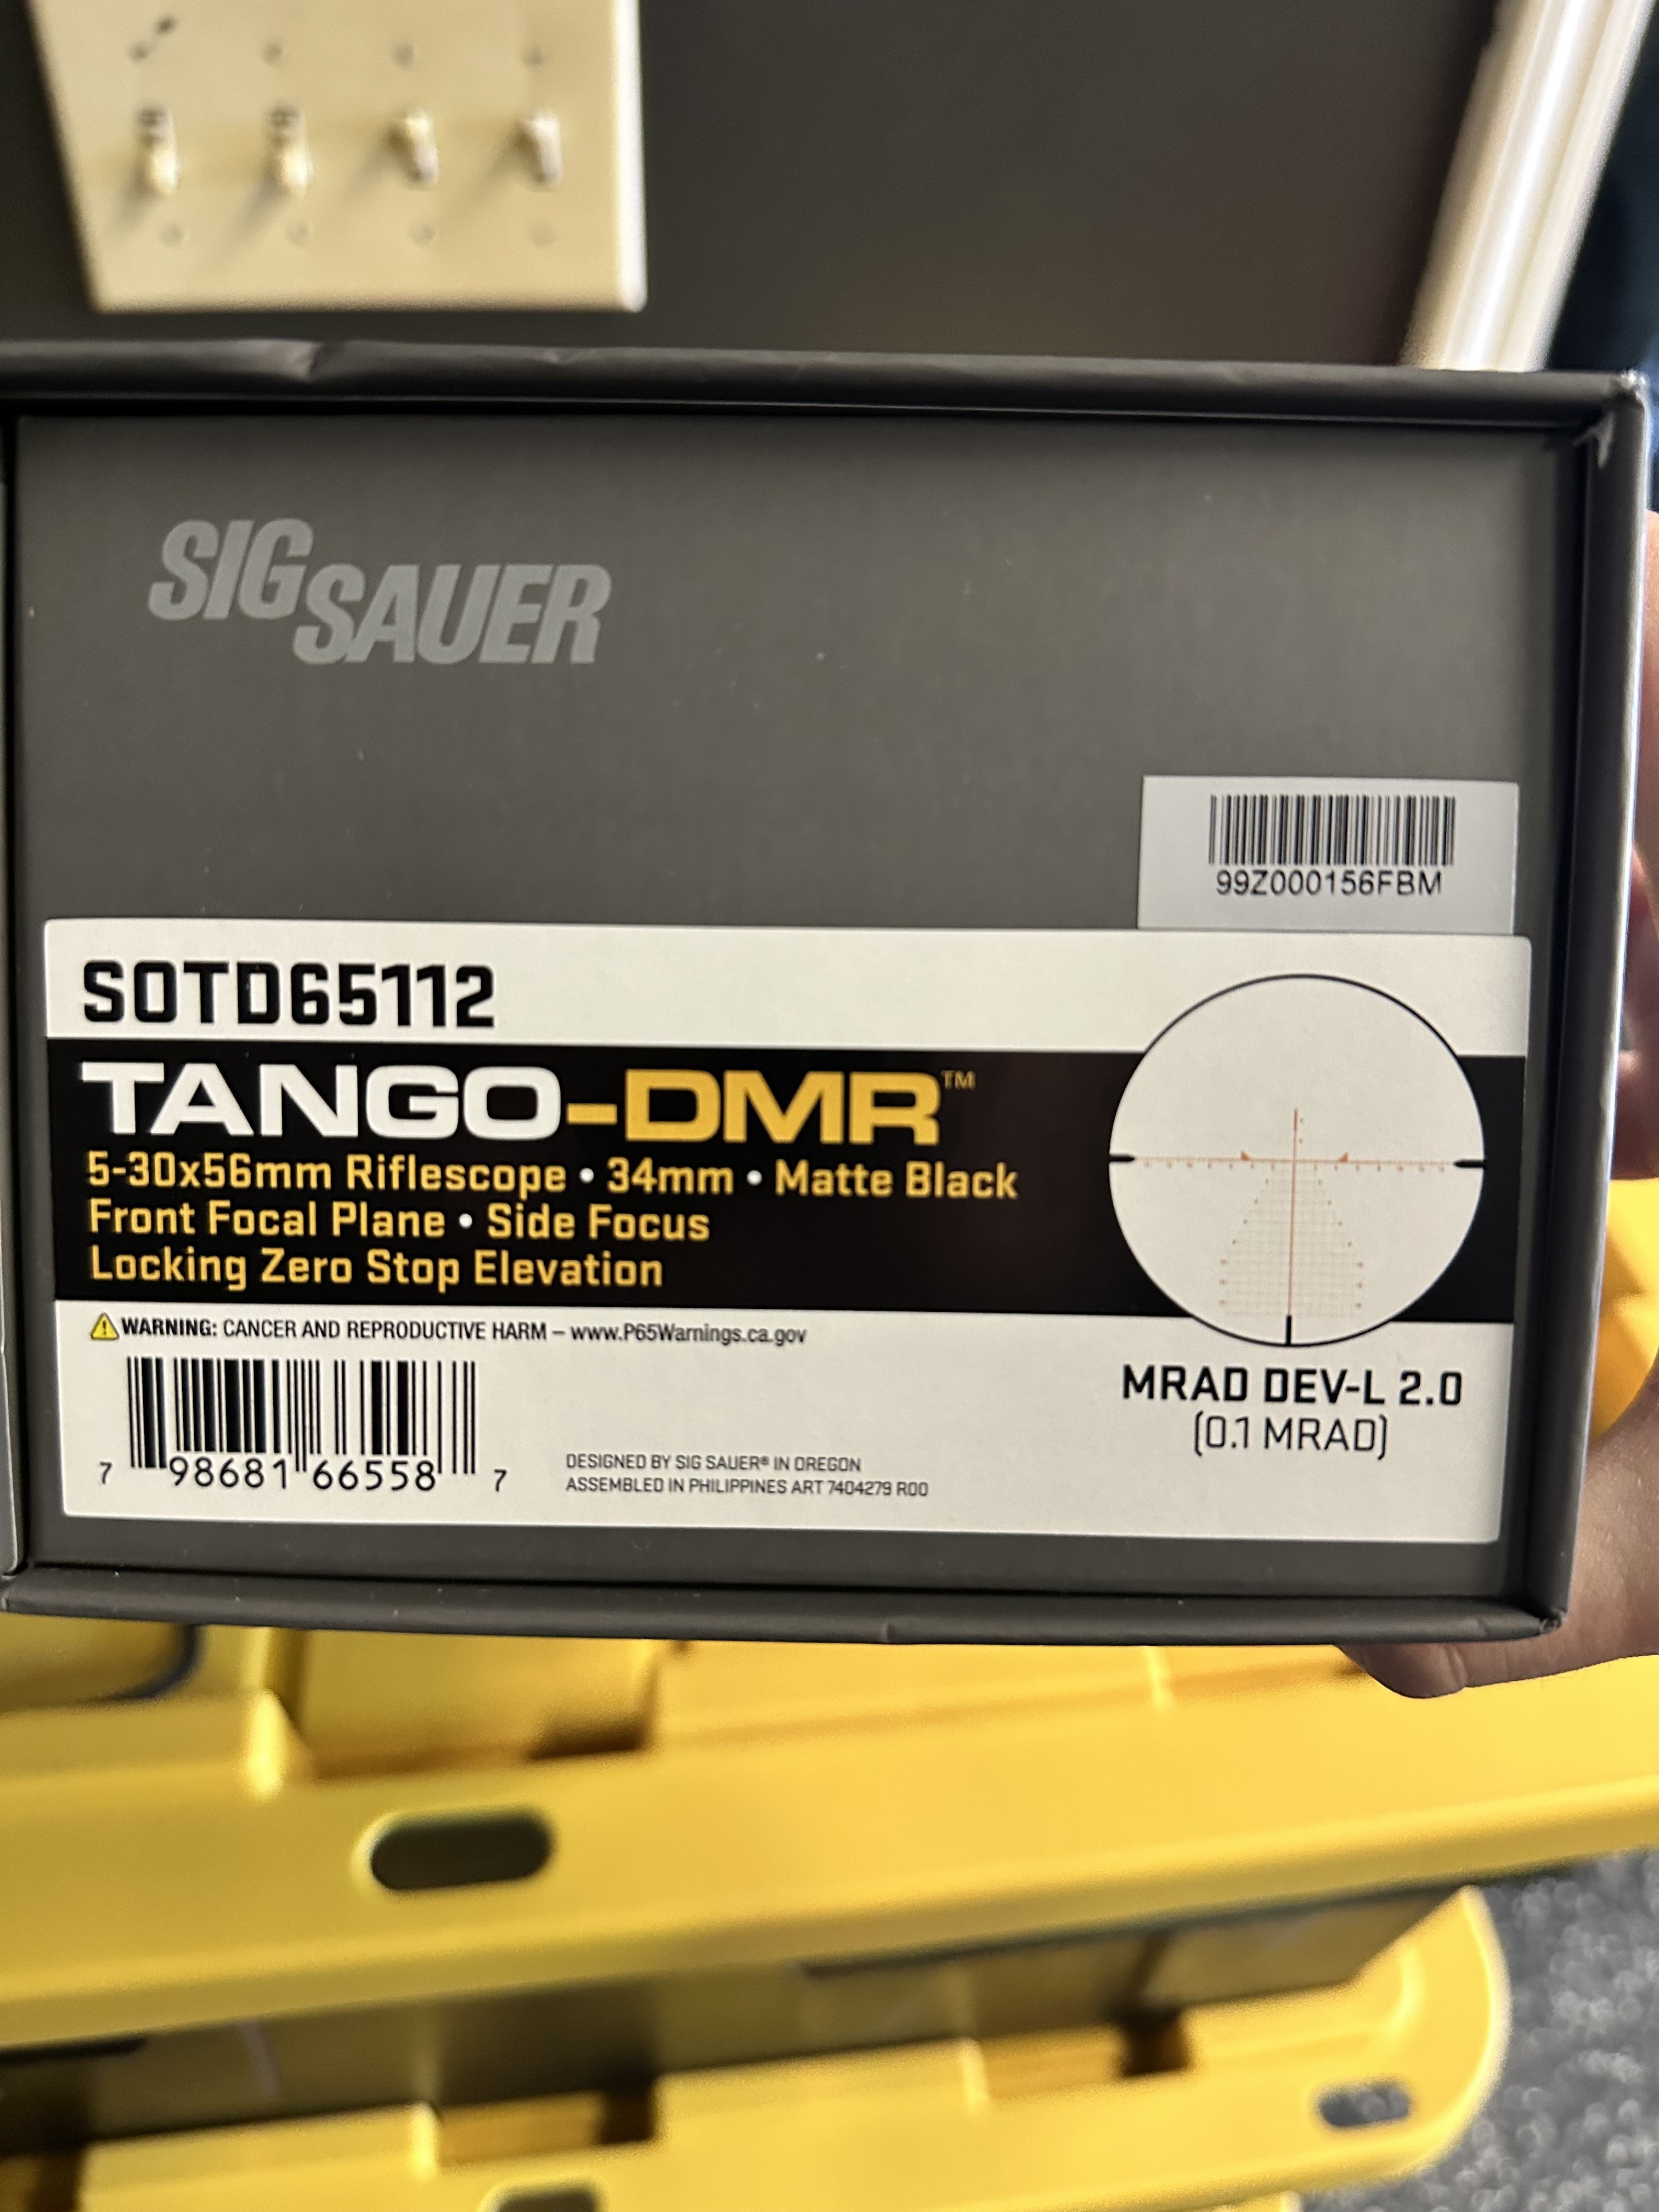 SIG SAUER
99Z000156FBM
SOTD65112
TANGO-DMR™
5-30x56mm Riflescope • 34mm • Matte Black
Front Focal Plane • Side Focus
Locking Zero Stop Elevation
WARNING: CANCER AND REPRODUCTIVE HARM – www.P65Warnings.ca.gov
MRAD DEV-L 2.0
(0.1 MRAD)
7 98681 66558 7
DESIGNED BY SIG SAUER® IN OREGON
ASSEMBLED IN PHILIPPINES ART 7404279 R00